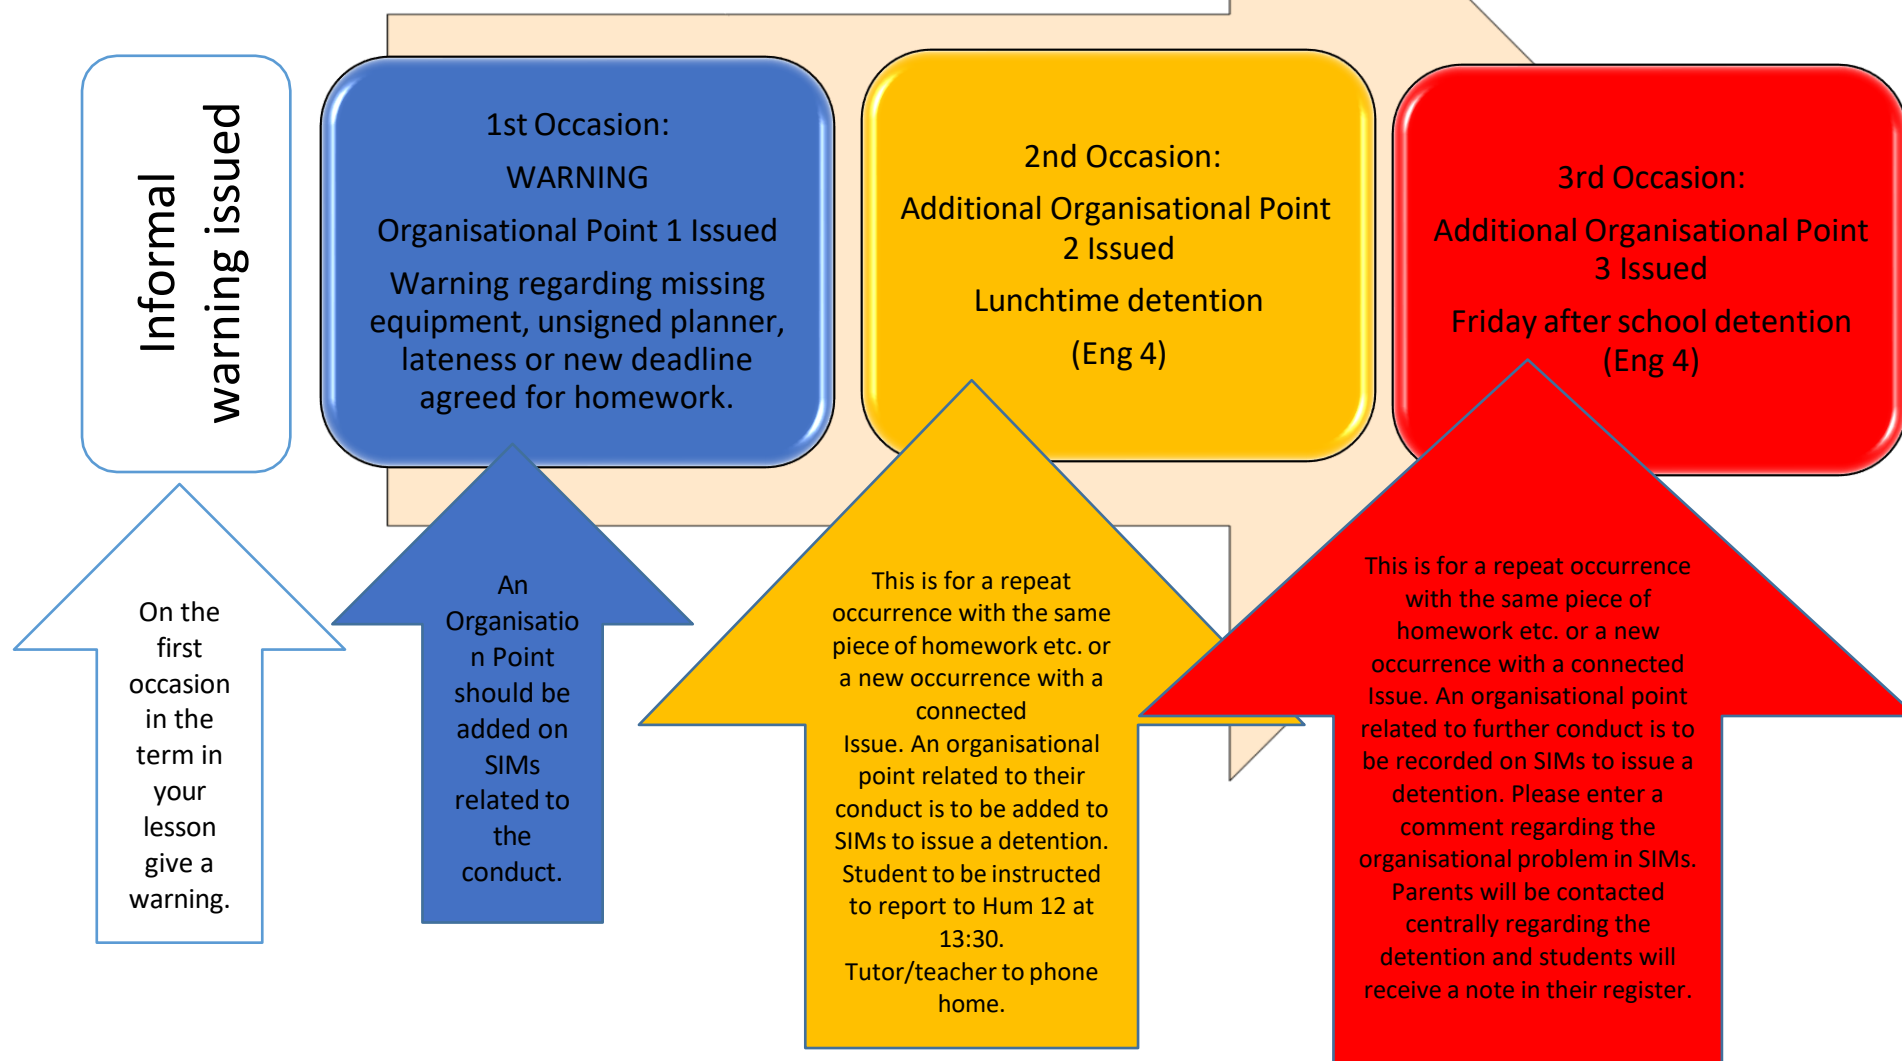 Informal
warning issued
1st Occasion:
WARNING
Organisational Point 1 Issued
Warning regarding missing
equipment, unsigned planner,
lateness or new deadline
agreed for homework.
2nd Occasion:
Additional Organisational Point
2 Issued
Lunchtime detention
(Eng 4)
3rd Occasion:
Additional Organisational Point
3 Issued
Friday after school detention
(Eng 4)
On the
first
occasion
in the
term in
your
lesson
give a
warning.
An
Organisatio
n Point
should be
added on
SIMs
related to
the
conduct.
This is for a repeat
occurrence with the same
piece of homework etc. or
a new occurrence with a
connected
Issue. An organisational
point related to their
conduct is to be added to
SIMs to issue a detention.
Student to be instructed
to report to Hum 12 at
13:30.
Tutor/teacher to phone
home.
This is for a repeat occurrence
with the same piece of
homework etc. or a new
occurrence with a connected
Issue. An organisational point
related to further conduct is to
be recorded on SIMs to issue a
detention. Please enter a
comment regarding the
organisational problem in SIMs.
Parents will be contacted
centrally regarding the
detention and students will
receive a note in their register.